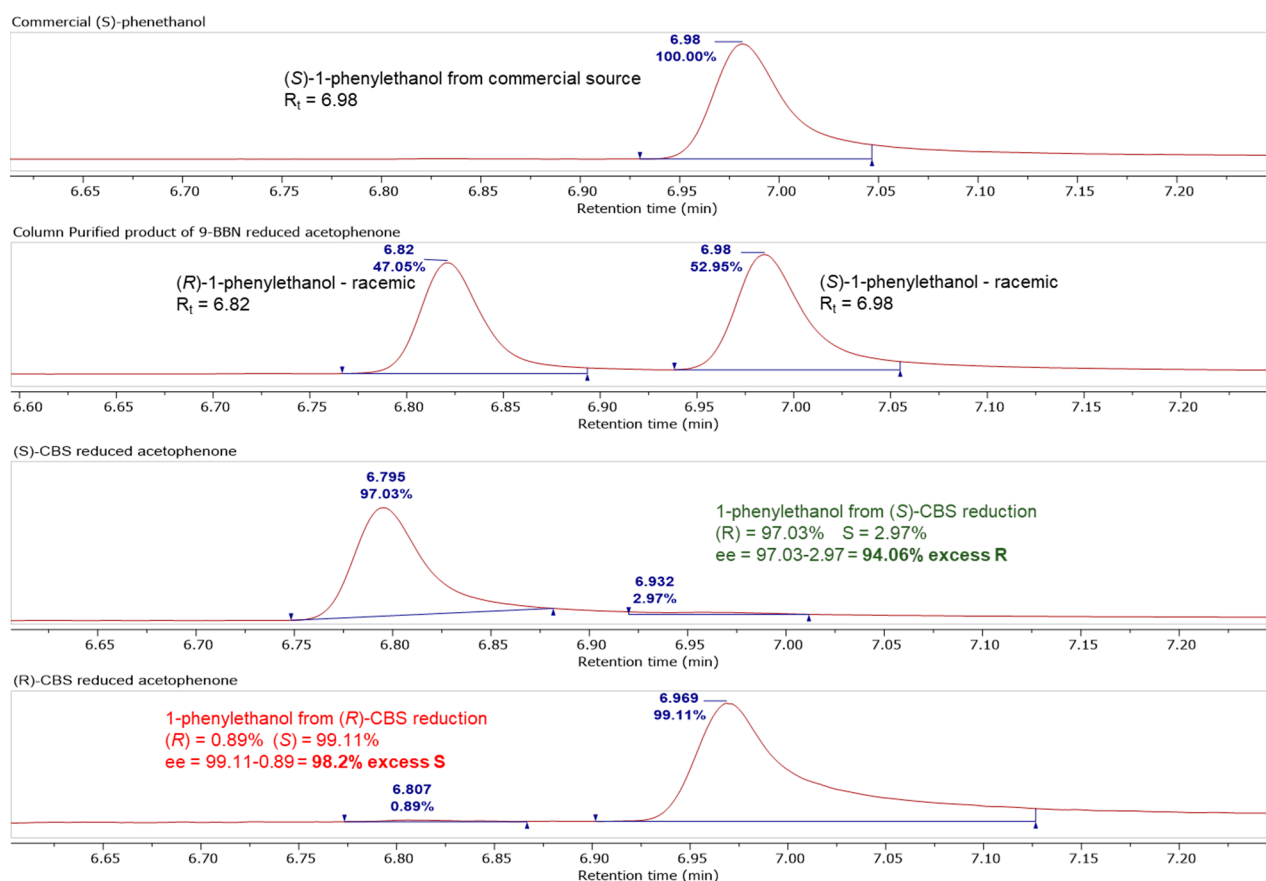 Commercial (S)-phenethanol
6.98
100.00%
(S)-1-phenylethanol from commercial source
Rt = 6.98
6.65 6.70 6.75 6.80 6.85 6.90 6.95 7.00 7.05 7.10 7.15 7.20
Retention time (min)
Column Purified product of 9-BBN reduced acetophenone
6.82
47.05%
(R)-1-phenylethanol - racemic
Rt = 6.82
6.98
52.95%
(S)-1-phenylethanol - racemic
Rt = 6.98
6.60 6.65 6.70 6.75 6.80 6.85 6.90 6.95 7.00 7.05 7.10 7.15 7.20
Retention time (min)
(S)-CBS reduced acetophenone
6.795
97.03%
1-phenylethanol from (S)-CBS reduction
(R) = 97.03% S = 2.97%
ee = 97.03-2.97 = 94.06% excess R
6.932
2.97%
6.65 6.70 6.75 6.80 6.85 6.90 6.95 7.00 7.05 7.10 7.15 7.20
Retention time (min)
(R)-CBS reduced acetophenone
6.969
99.11%
1-phenylethanol from (R)-CBS reduction
(R) = 0.89% (S) = 99.11%
ee = 99.11-0.89 = 98.2% excess S
6.807
0.89%
6.65 6.70 6.75 6.80 6.85 6.90 6.95 7.00 7.05 7.10 7.15 7.20
Retention time (min)